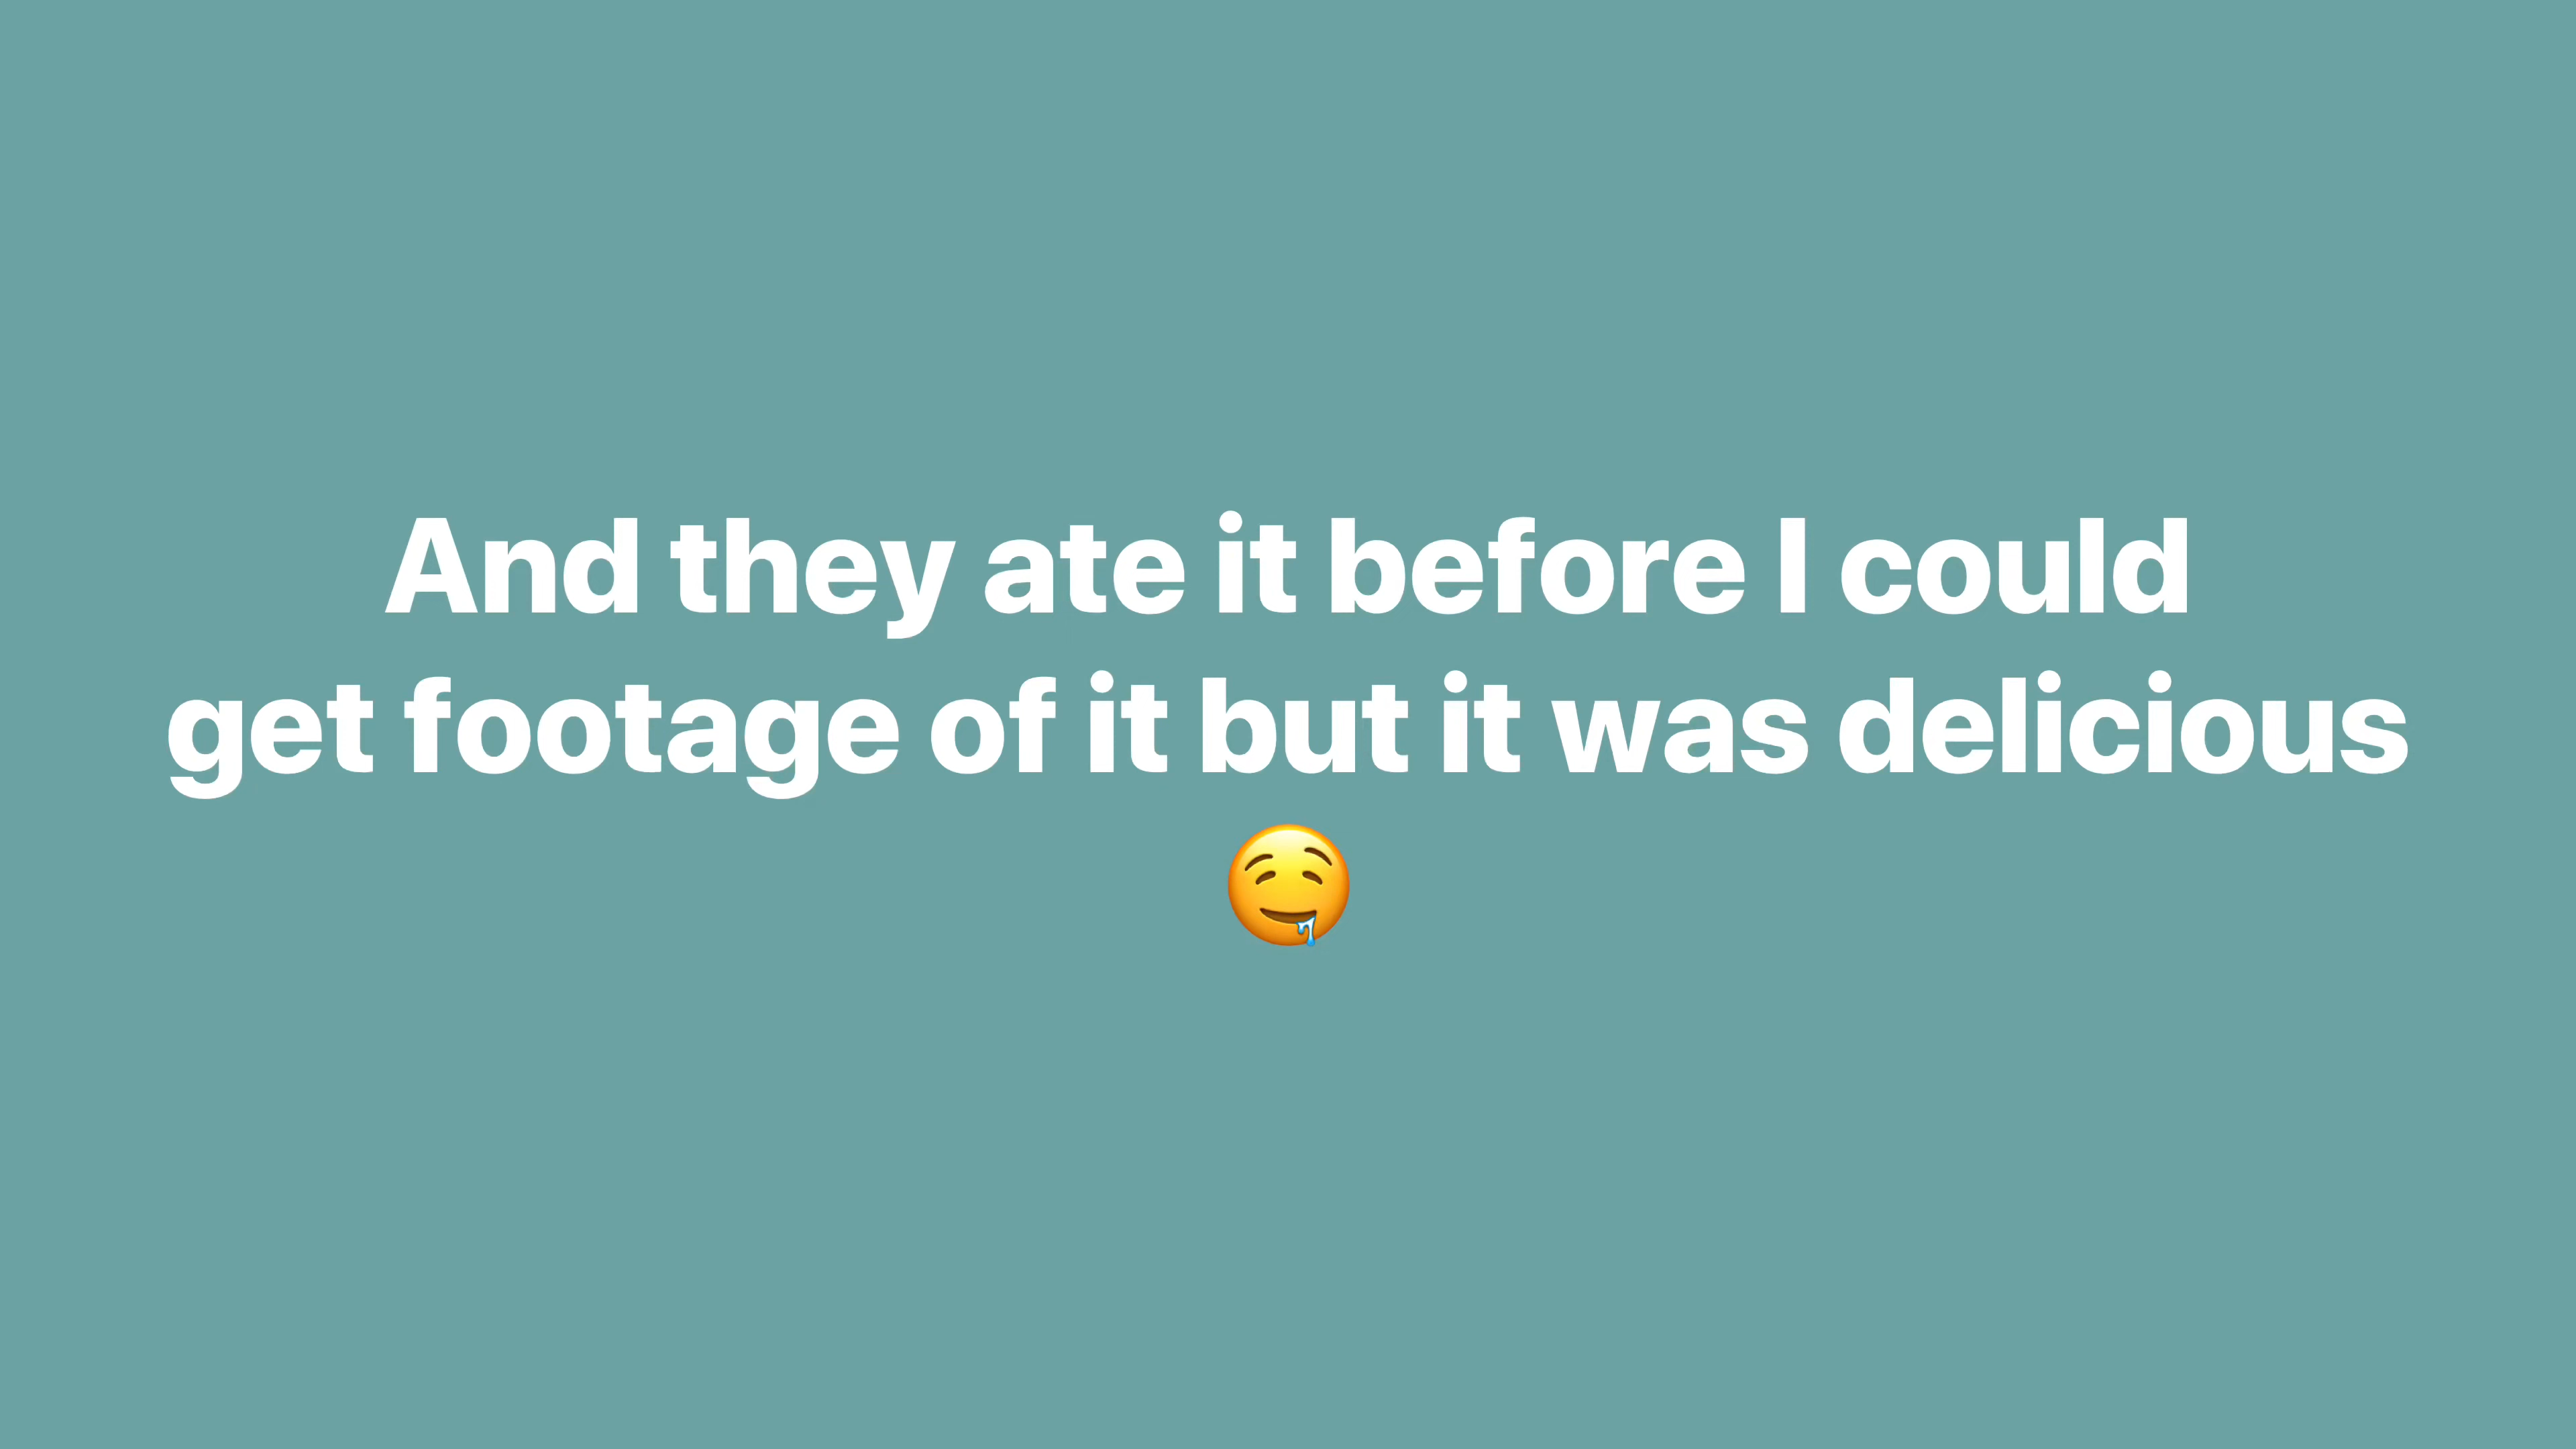 And they ate it before I could
get footage of it but it was delicious
🤤